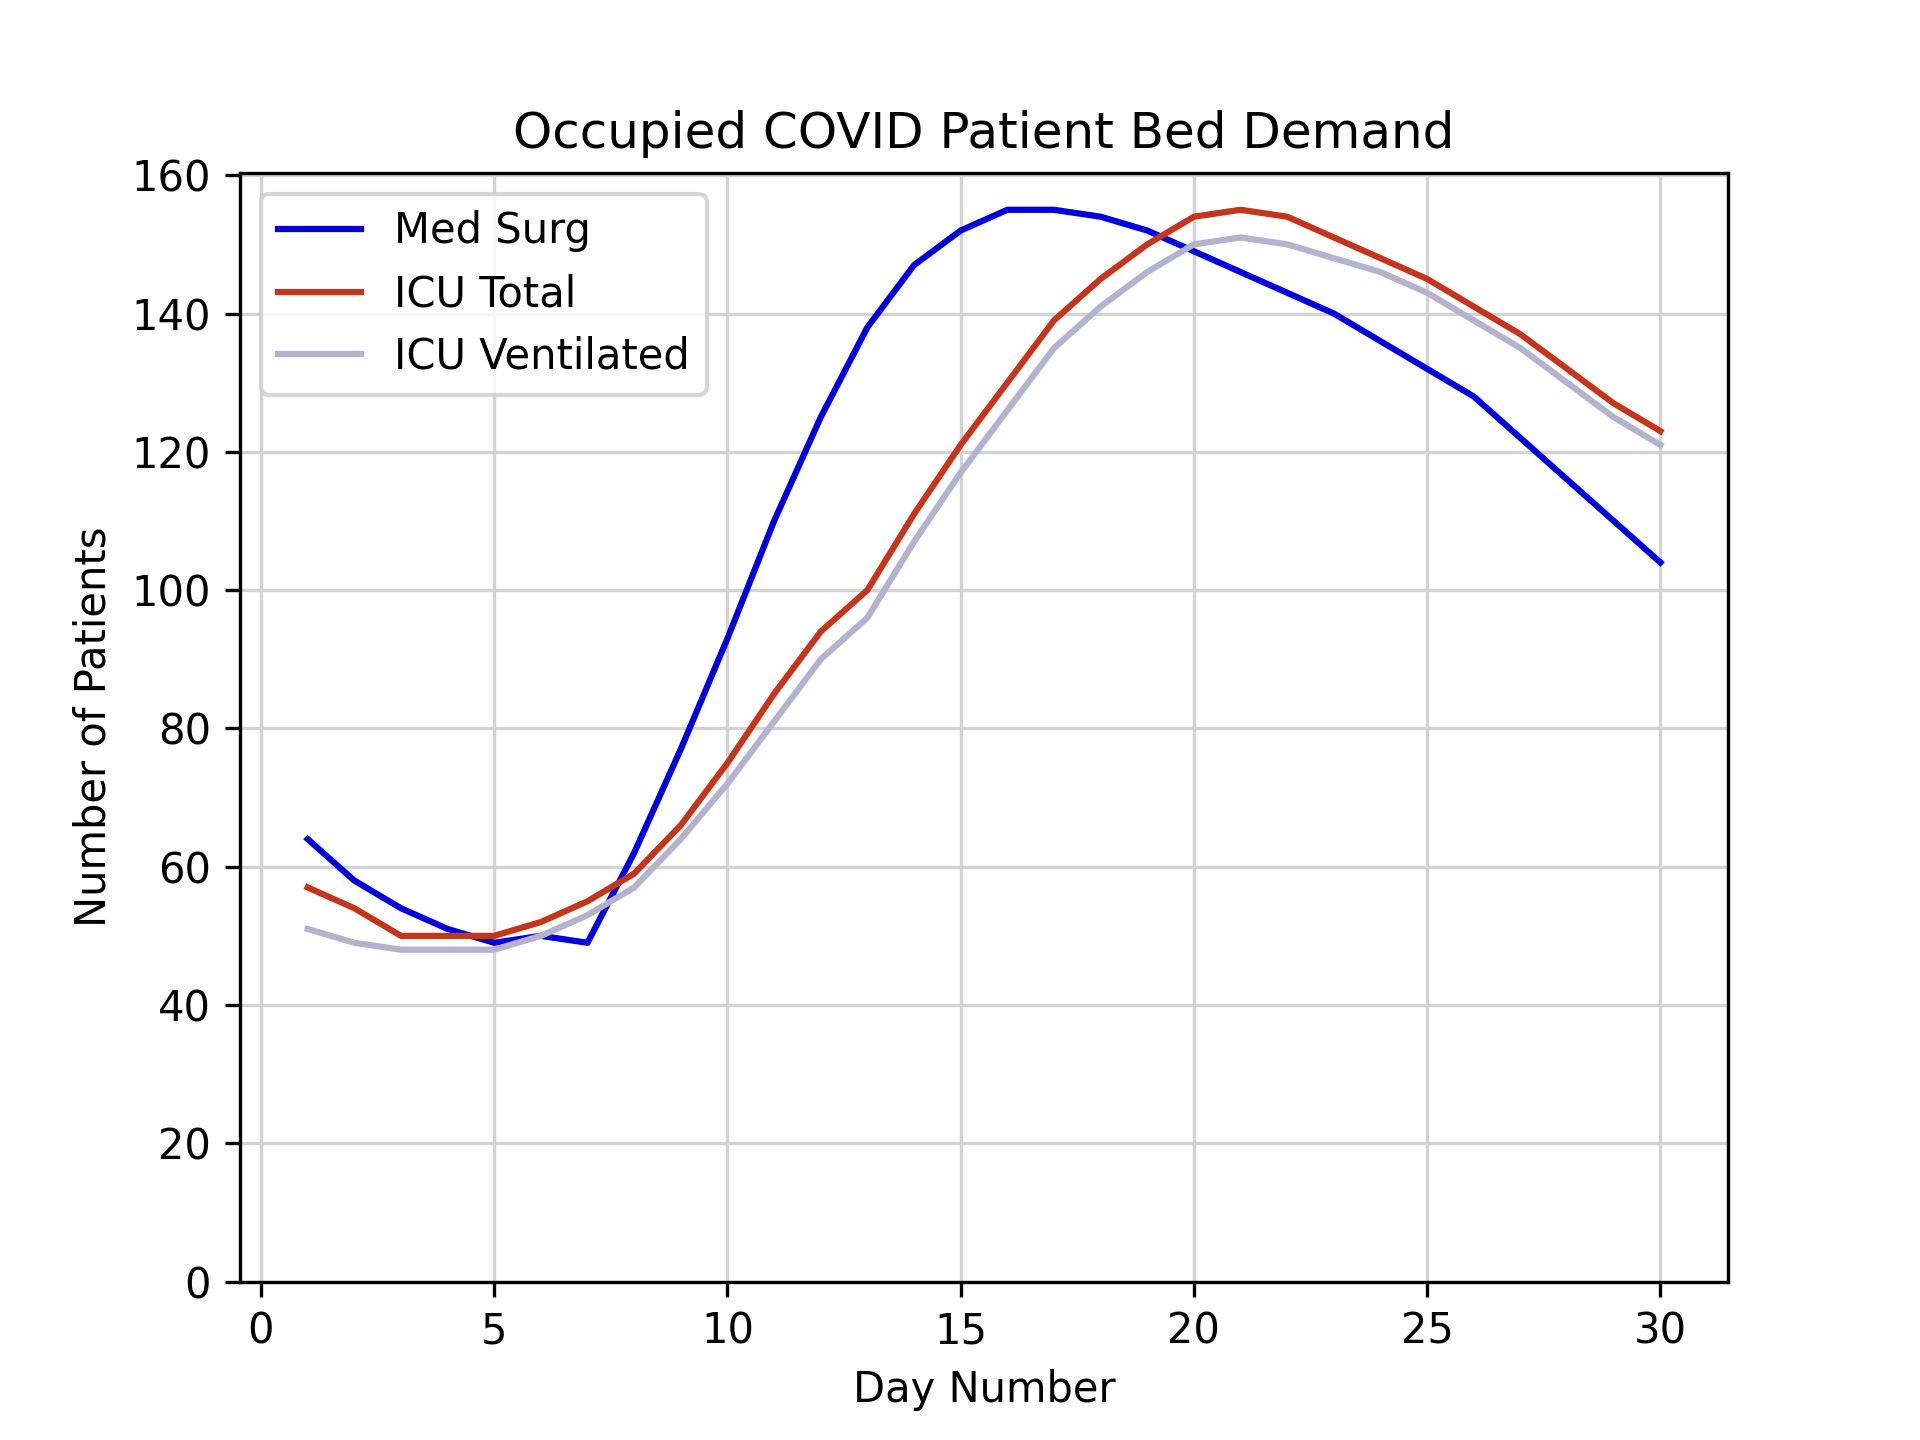 Occupied COVID Patient Bed Demand
160
140
120
100
80
60
40
20
0
Number of Patients
Med Surg
ICU Total
ICU Ventilated
0 5 10 15 20 25 30
Day Number